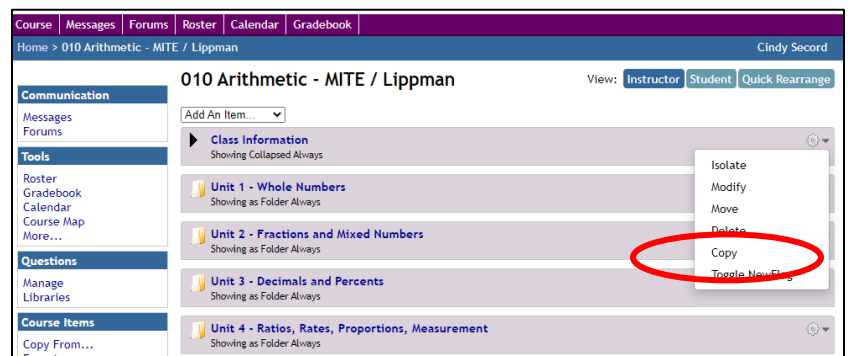 Course Messages Forums Roster Calendar Gradebook
Home > 010 Arithmetic - MITE / Lippman Cindy Secord
010 Arithmetic - MITE / Lippman View: Instructor Student Quick Rearrange
Communication
Messages
Forums
Tools
Roster
Gradebook
Calendar
Course Map
More...
Questions
Manage
Libraries
Course Items
Copy From...
Add An Item...
Class Information
Showing Collapsed Always
Unit 1 - Whole Numbers
Showing as Folder Always
Unit 2 - Fractions and Mixed Numbers
Showing as Folder Always
Unit 3 - Decimals and Percents
Showing as Folder Always
Unit 4 - Ratios, Rates, Proportions, Measurement
Showing as Folder Always
Isolate
Modify
Move
Delete
Copy
Toggle NewFlag